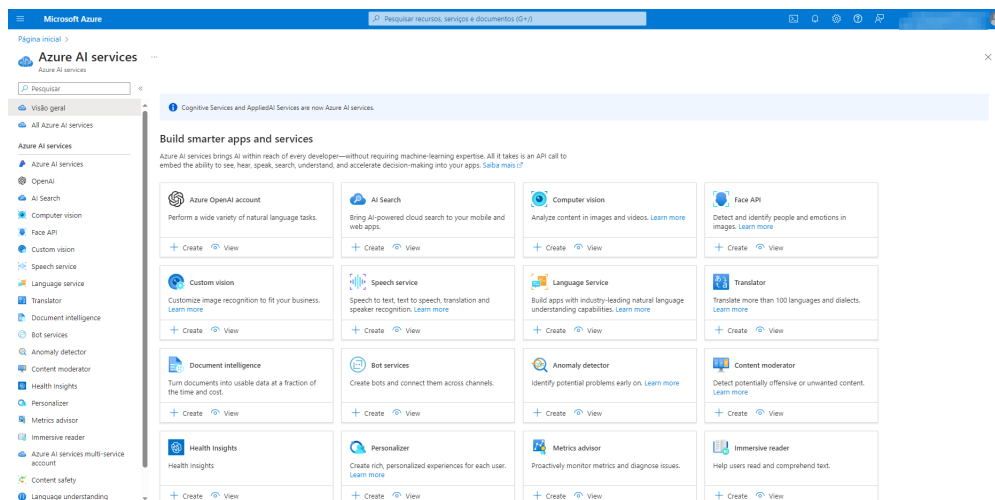 Microsoft Azure
Pesquisar recursos, serviços e documentos (G+/)
Página inicial >
Azure AI services ...
Azure AI services
Pesquisar
Visão geral
All Azure AI services
Azure AI services
Azure AI services
OpenAI
AI Search
Computer vision
Face API
Custom vision
Speech service
Language service
Translator
Document intelligence
Bot services
Anomaly detector
Content moderator
Health Insights
Personalizer
Metrics advisor
Immersive reader
Azure AI services multi-service
account
Content safety
Language understanding
Cognitive Services and AppliedAI Services are now Azure AI services.
Build smarter apps and services
Azure AI services brings AI within reach of every developer—without requiring machine-learning expertise. All it takes is an API call to
embed the ability to see, hear, speak, search, understand, and accelerate decision-making into your apps. Saiba mais
Azure OpenAI account
Perform a wide variety of natural language tasks.
Create View
AI Search
Bring AI-powered cloud search to your mobile and
web apps.
Create View
Computer vision
Analyze content in images and videos. Learn more
Create View
Face API
Detect and identify people and emotions in
images. Learn more
Create View
Custom vision
Customize image recognition to fit your business.
Learn more
Create View
Speech service
Speech to text, text to speech, translation and
speaker recognition. Learn more
Create View
Language Service
Build apps with industry-leading natural language
understanding capabilities. Learn more
Create View
Translator
Translate more than 100 languages and dialects.
Learn more
Create View
Document intelligence
Turn documents into usable data at a fraction of
the time and cost.
Create View
Bot services
Create bots and connect them across channels.
Create View
Anomaly detector
Identify potential problems early on. Learn more
Create View
Content moderator
Detect potentially offensive or unwanted content.
Learn more
Create View
Health Insights
Health Insights
Create View
Personalizer
Create rich, personalized experiences for each user.
Learn more
Create View
Metrics advisor
Proactively monitor metrics and diagnose issues.
Create View
Immersive reader
Help users read and comprehend text.
Create View